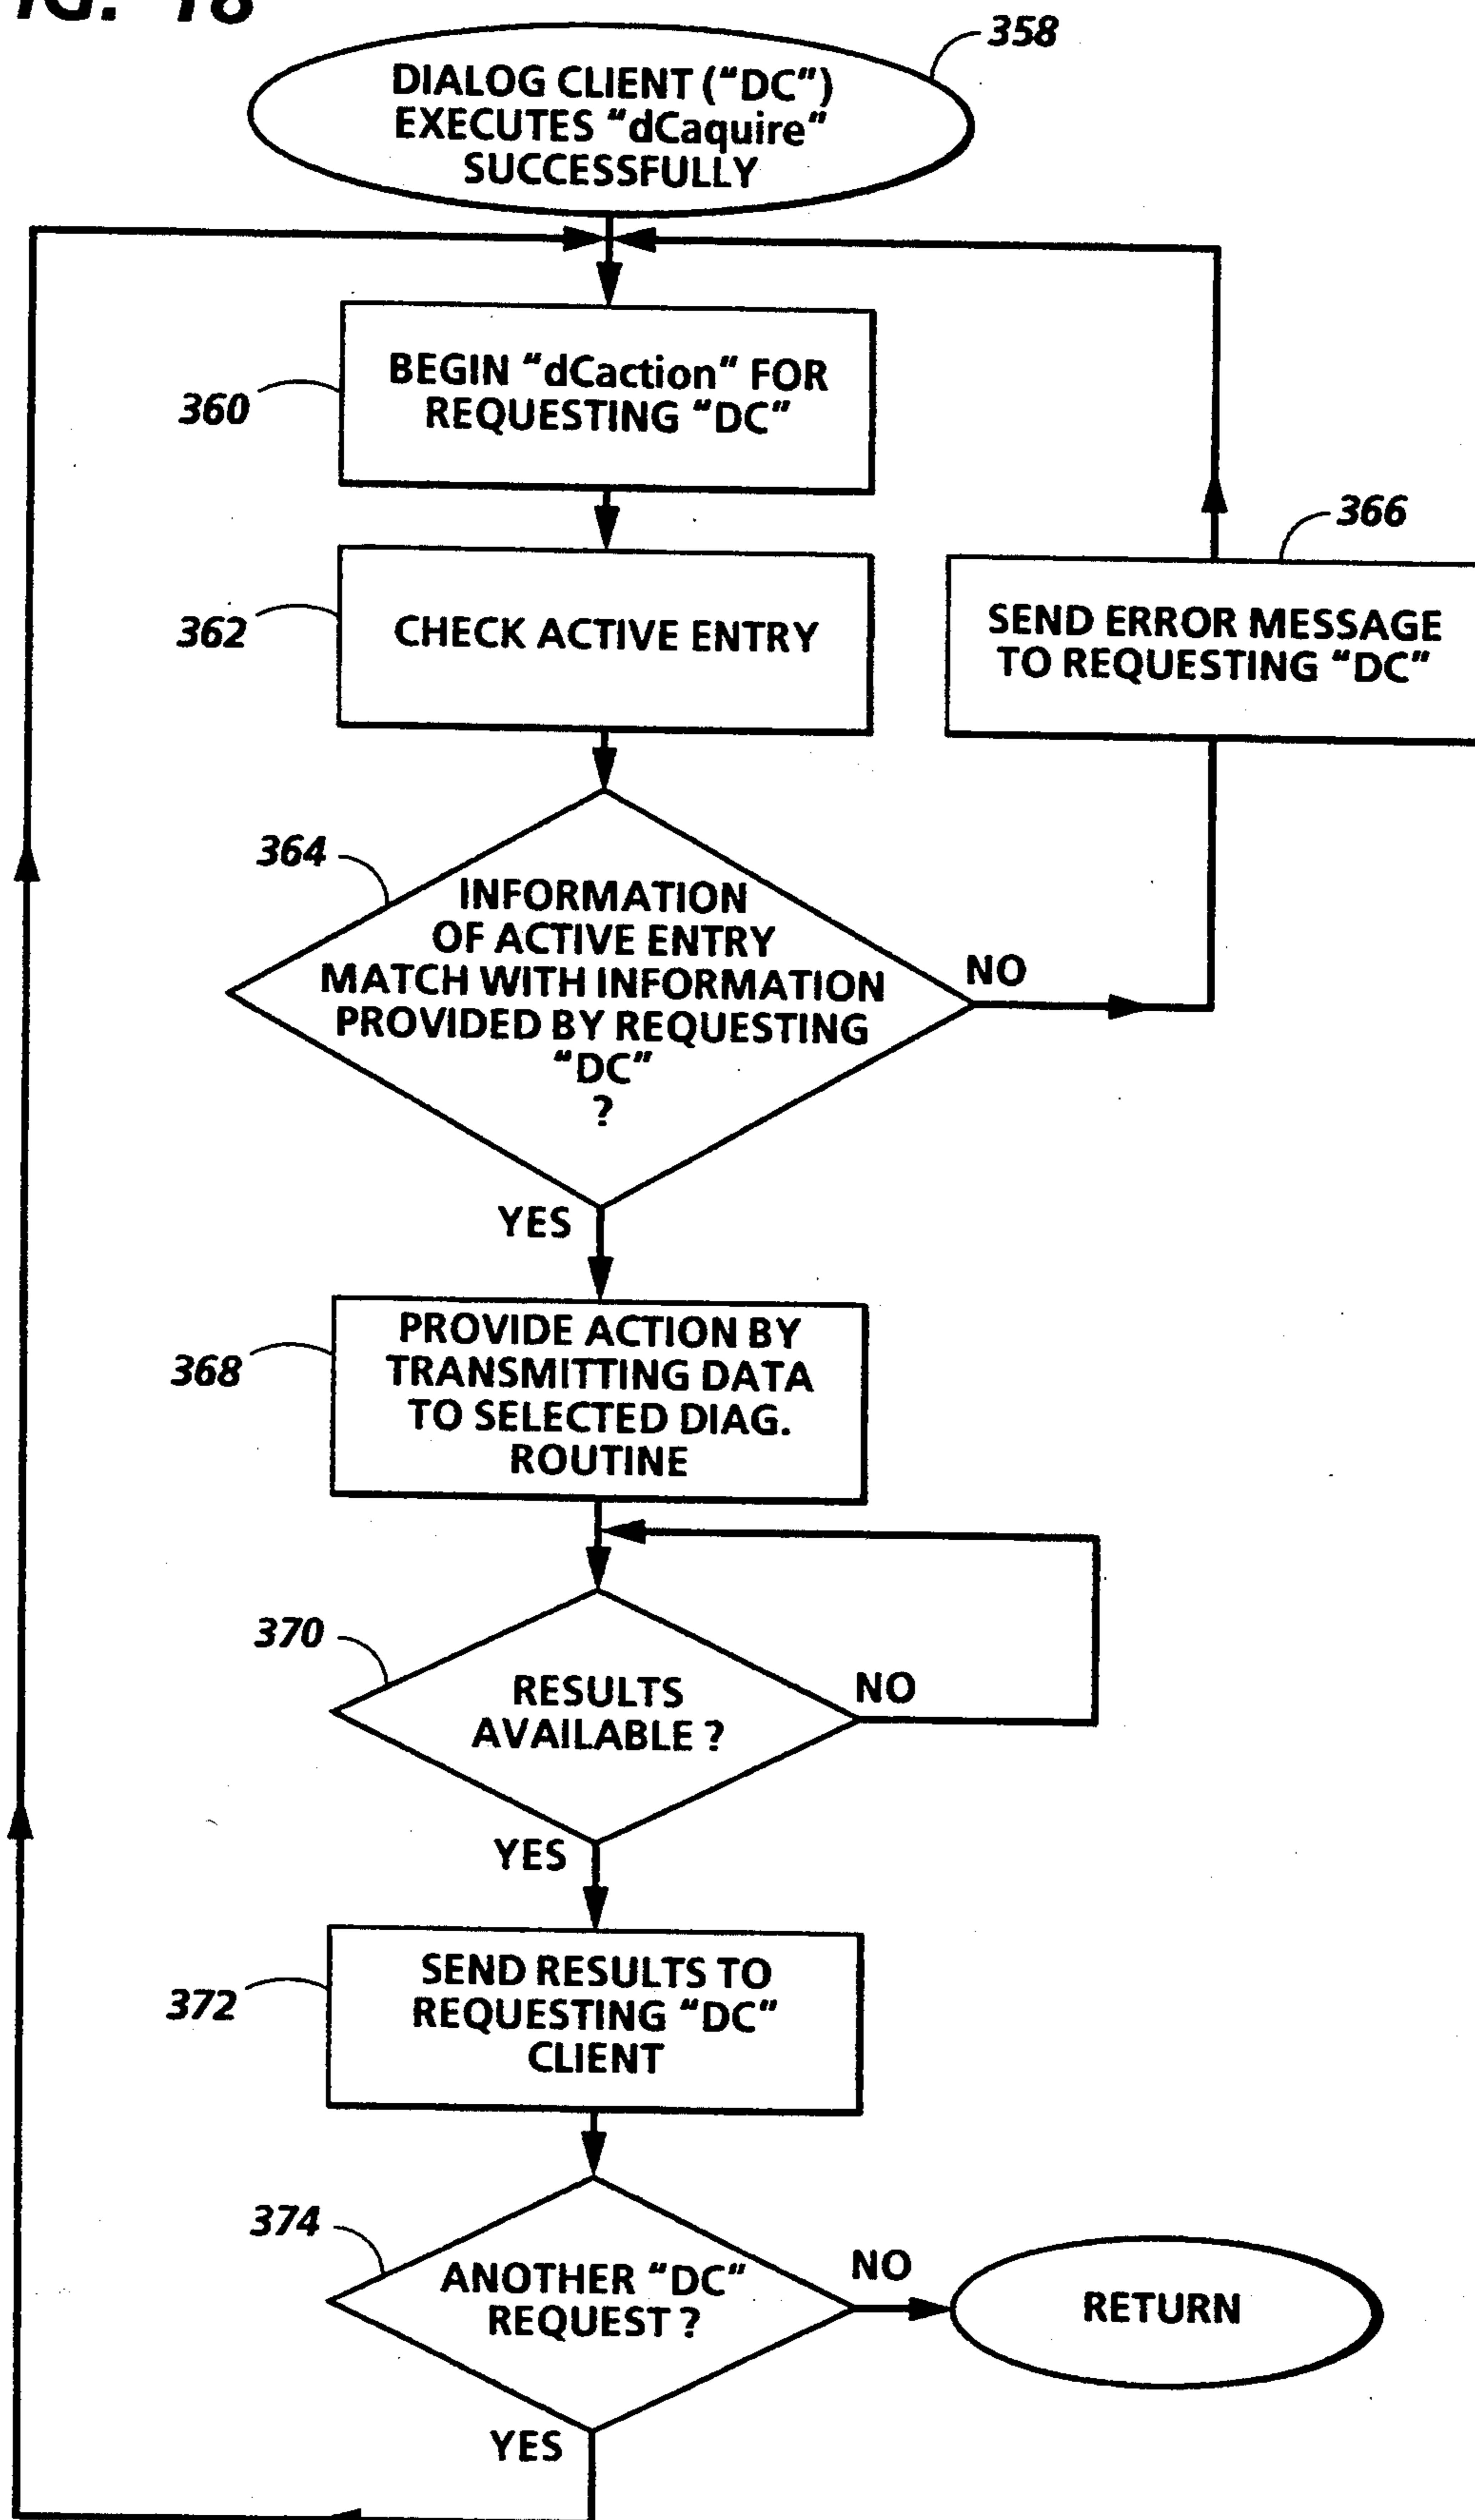 FIG. 18
358
DIALOG CLIENT (“DC”)
EXECUTES “dCaquire”
SUCCESSFULLY
360
BEGIN “dCaction” FOR
REQUESTING “DC”
362
CHECK ACTIVE ENTRY
366
SEND ERROR MESSAGE
TO REQUESTING “DC”
364
INFORMATION
OF ACTIVE ENTRY
MATCH WITH INFORMATION
PROVIDED BY REQUESTING
“DC”
?
NO
YES
368
PROVIDE ACTION BY
TRANSMITTING DATA
TO SELECTED DIAG.
ROUTINE
370
RESULTS
AVAILABLE ?
NO
YES
372
SEND RESULTS TO
REQUESTING “DC”
CLIENT
374
ANOTHER “DC”
REQUEST ?
NO
RETURN
YES